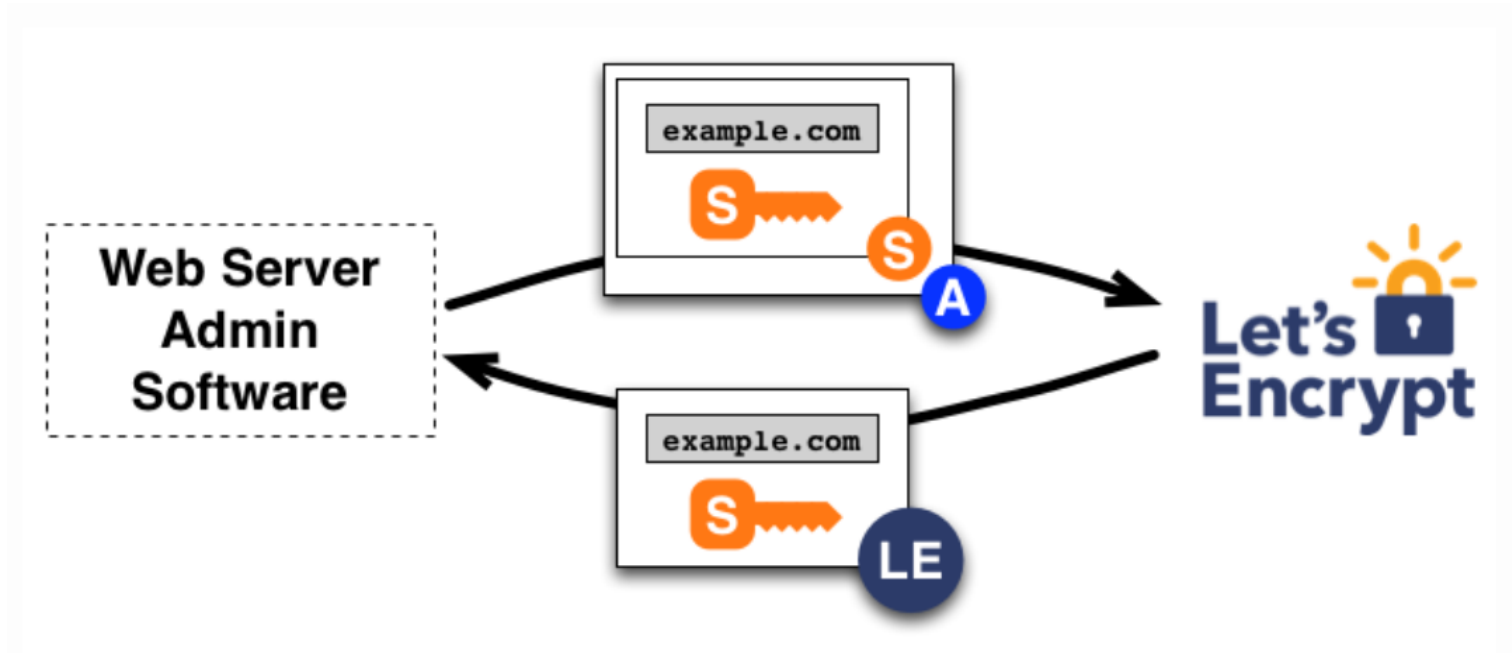 example.com
S
S
A
Web Server
Admin
Software
Let's
Encrypt
example.com
S
LE